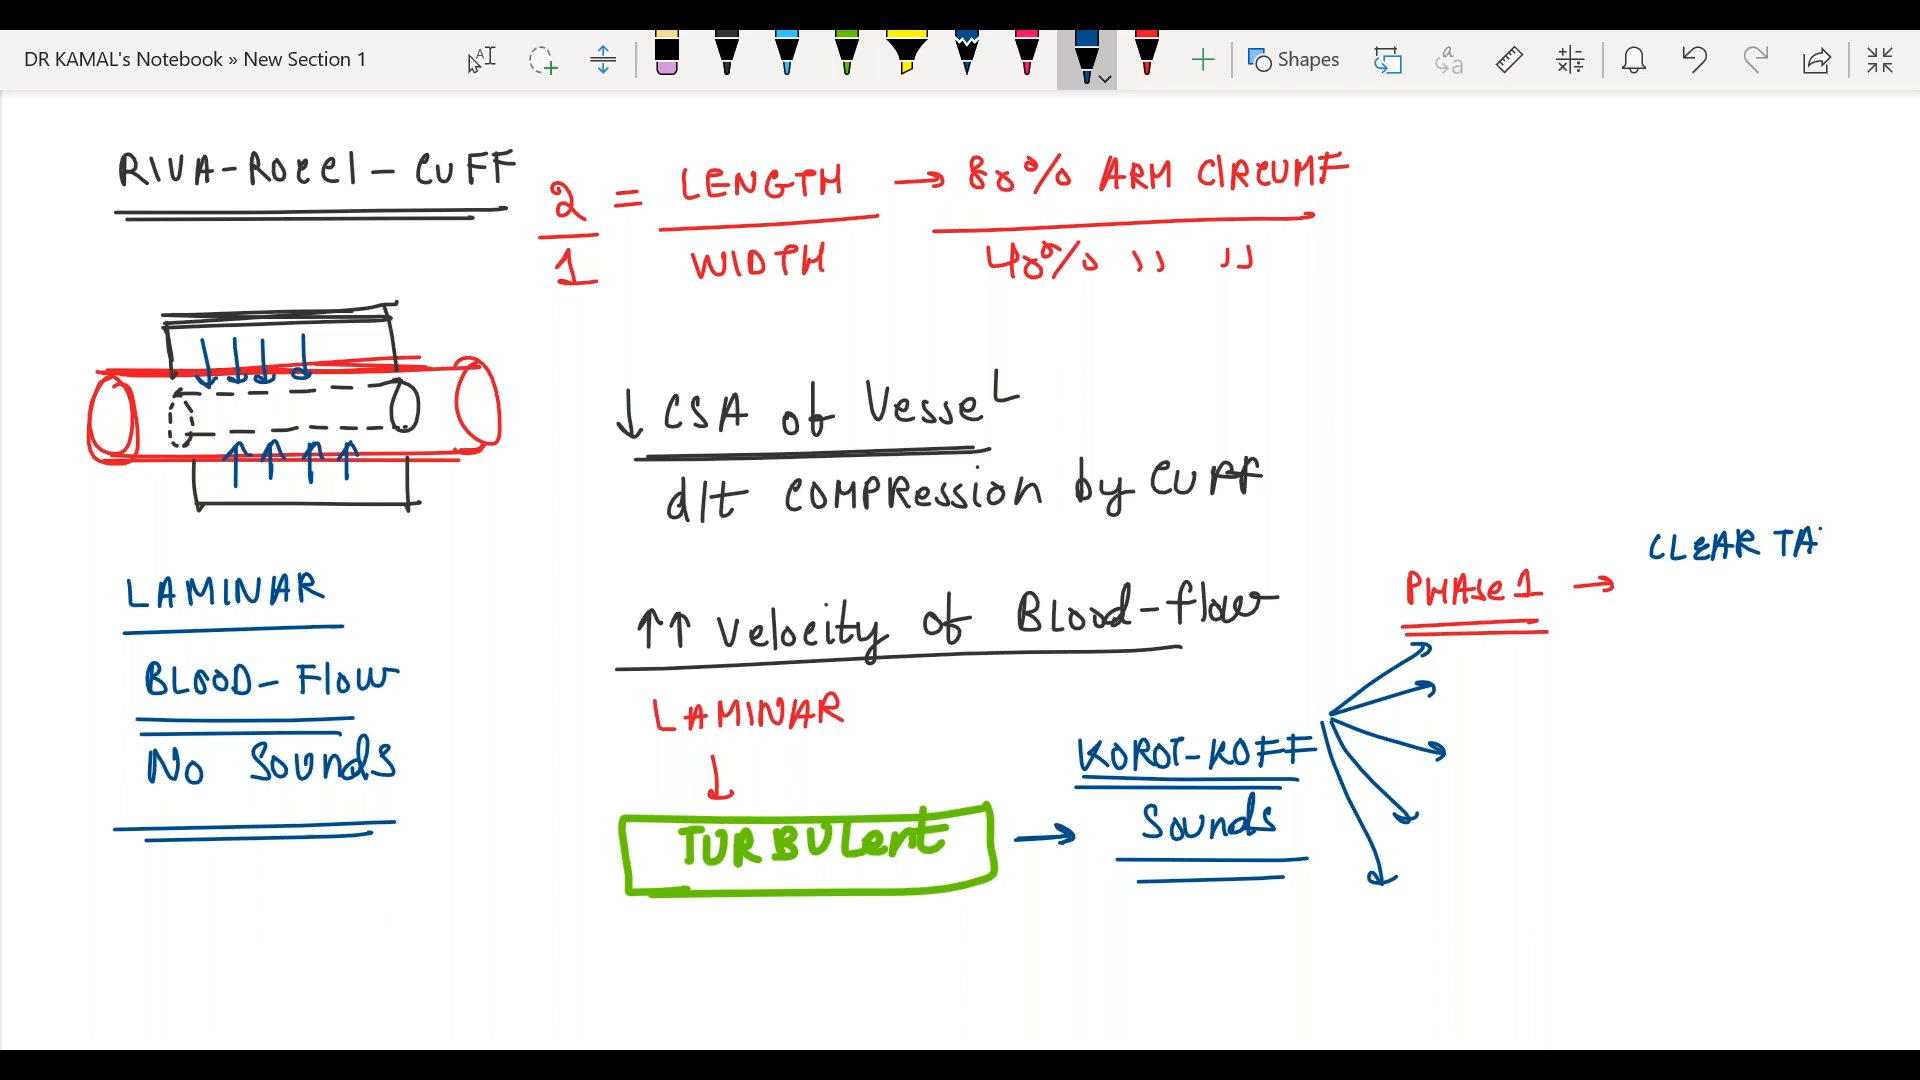 DR KAMAL's Notebook » New Section 1
Shapes
RIVA-ROCCI-CUFF
2/1 = LENGTH/WIDTH → 80% ARM CIRCUMF
40% ,, ,,
↓ CSA of VesseL
d/t COMPRession by CUFF
CLEAR TA
PHAse 1 →
LAMINAR
↑↑ velocity of BLood-flow
BLOOD-Flow
LAMINAR
No Sounds
↓
KOROT-KOFF
TURBULent →
Sounds